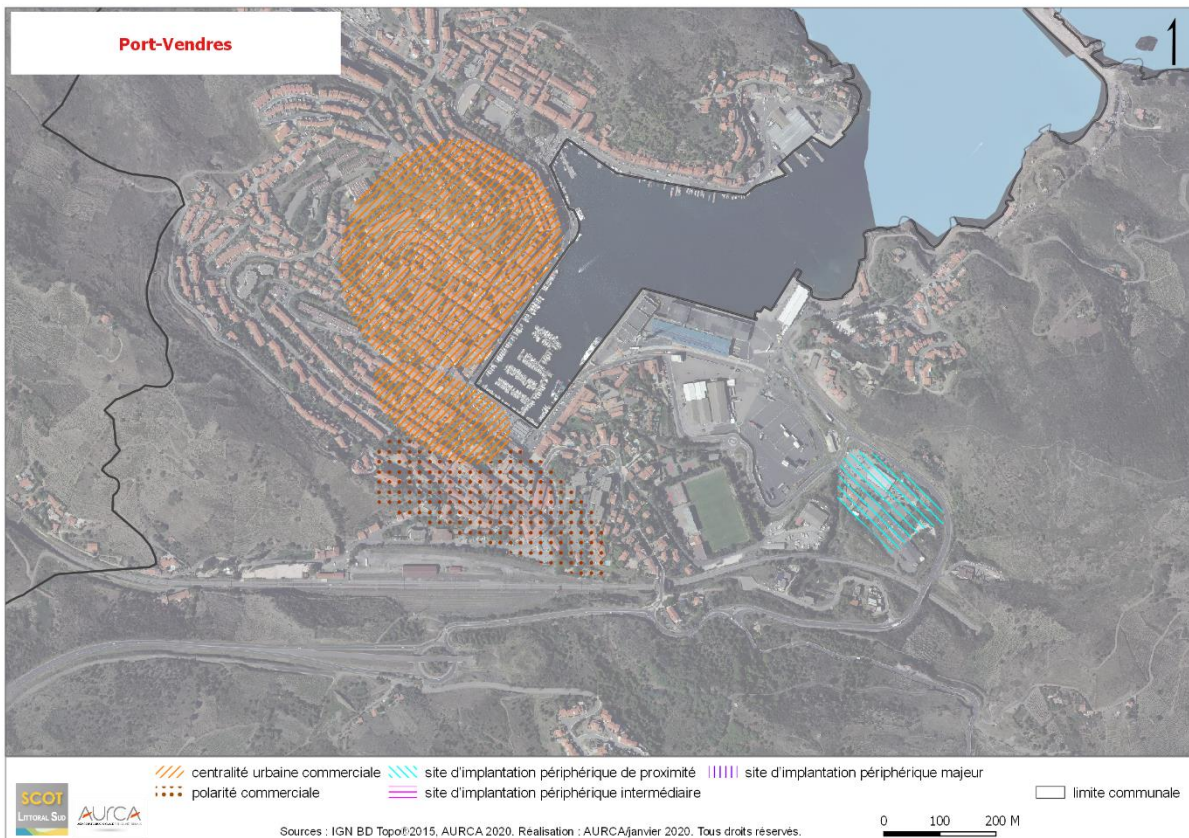 Port-Vendres
1
centralité urbaine commerciale
site d'implantation périphérique de proximité
site d'implantation périphérique majeur
polarité commerciale
site d'implantation périphérique intermédiaire
limite communale
SCOT
LITTORAL SUD
AURCA
Sources : IGN BD Topo®2015, AURCA 2020. Réalisation : AURCA/janvier 2020. Tous droits réservés.
0 100 200 M